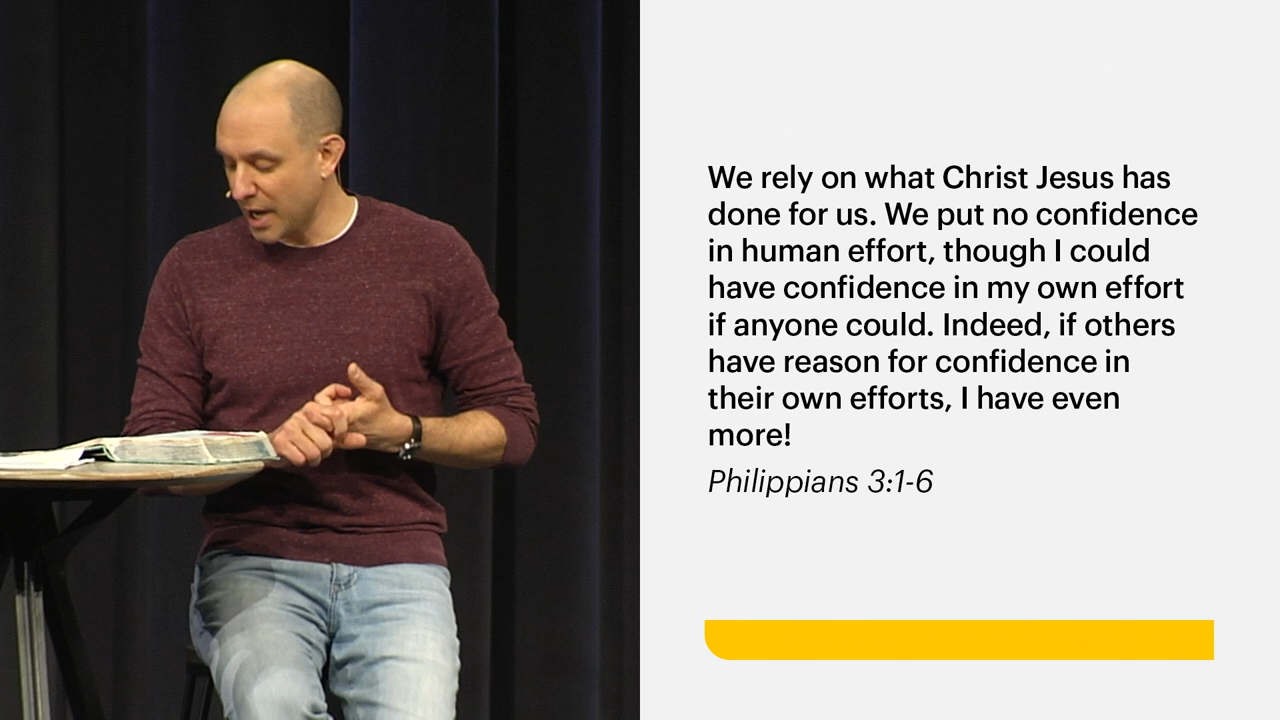 We rely on what Christ Jesus has
done for us. We put no confidence
in human effort, though I could
have confidence in my own effort
if anyone could. Indeed, if others
have reason for confidence in
their own efforts, I have even
more!
Philippians 3:1-6